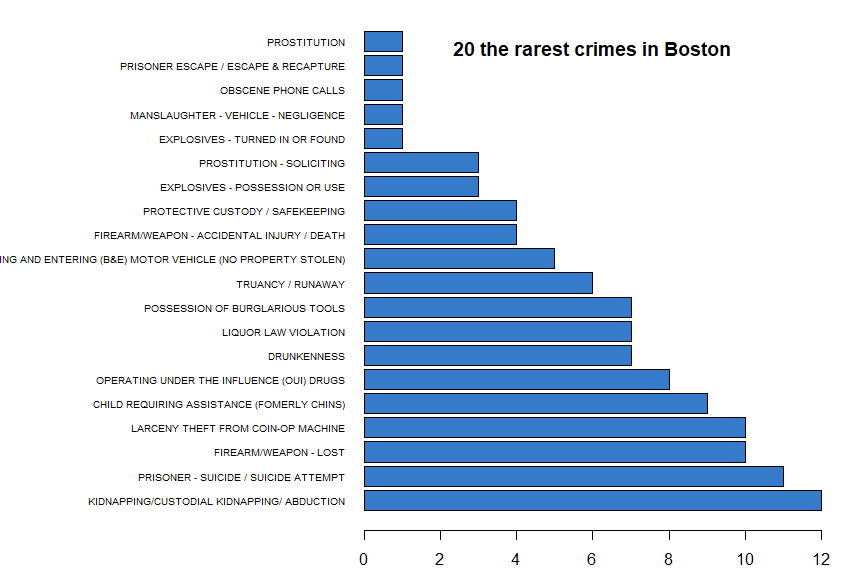 20 the rarest crimes in Boston
PROSTITUTION
PRISONER ESCAPE / ESCAPE & RECAPTURE
OBSCENE PHONE CALLS
MANSLAUGHTER - VEHICLE - NEGLIGENCE
EXPLOSIVES - TURNED IN OR FOUND
PROSTITUTION - SOLICITING
EXPLOSIVES - POSSESSION OR USE
PROTECTIVE CUSTODY / SAFEKEEPING
FIREARM/WEAPON - ACCIDENTAL INJURY / DEATH
ING AND ENTERING (B&E) MOTOR VEHICLE (NO PROPERTY STOLEN)
TRUANCY / RUNAWAY
POSSESSION OF BURGLARIOUS TOOLS
LIQUOR LAW VIOLATION
DRUNKENNESS
OPERATING UNDER THE INFLUENCE (OUI) DRUGS
CHILD REQUIRING ASSISTANCE (FOMERLY CHINS)
LARCENY THEFT FROM COIN-OP MACHINE
FIREARM/WEAPON - LOST
PRISONER - SUICIDE / SUICIDE ATTEMPT
KIDNAPPING/CUSTODIAL KIDNAPPING/ ABDUCTION
0 2 4 6 8 10 12